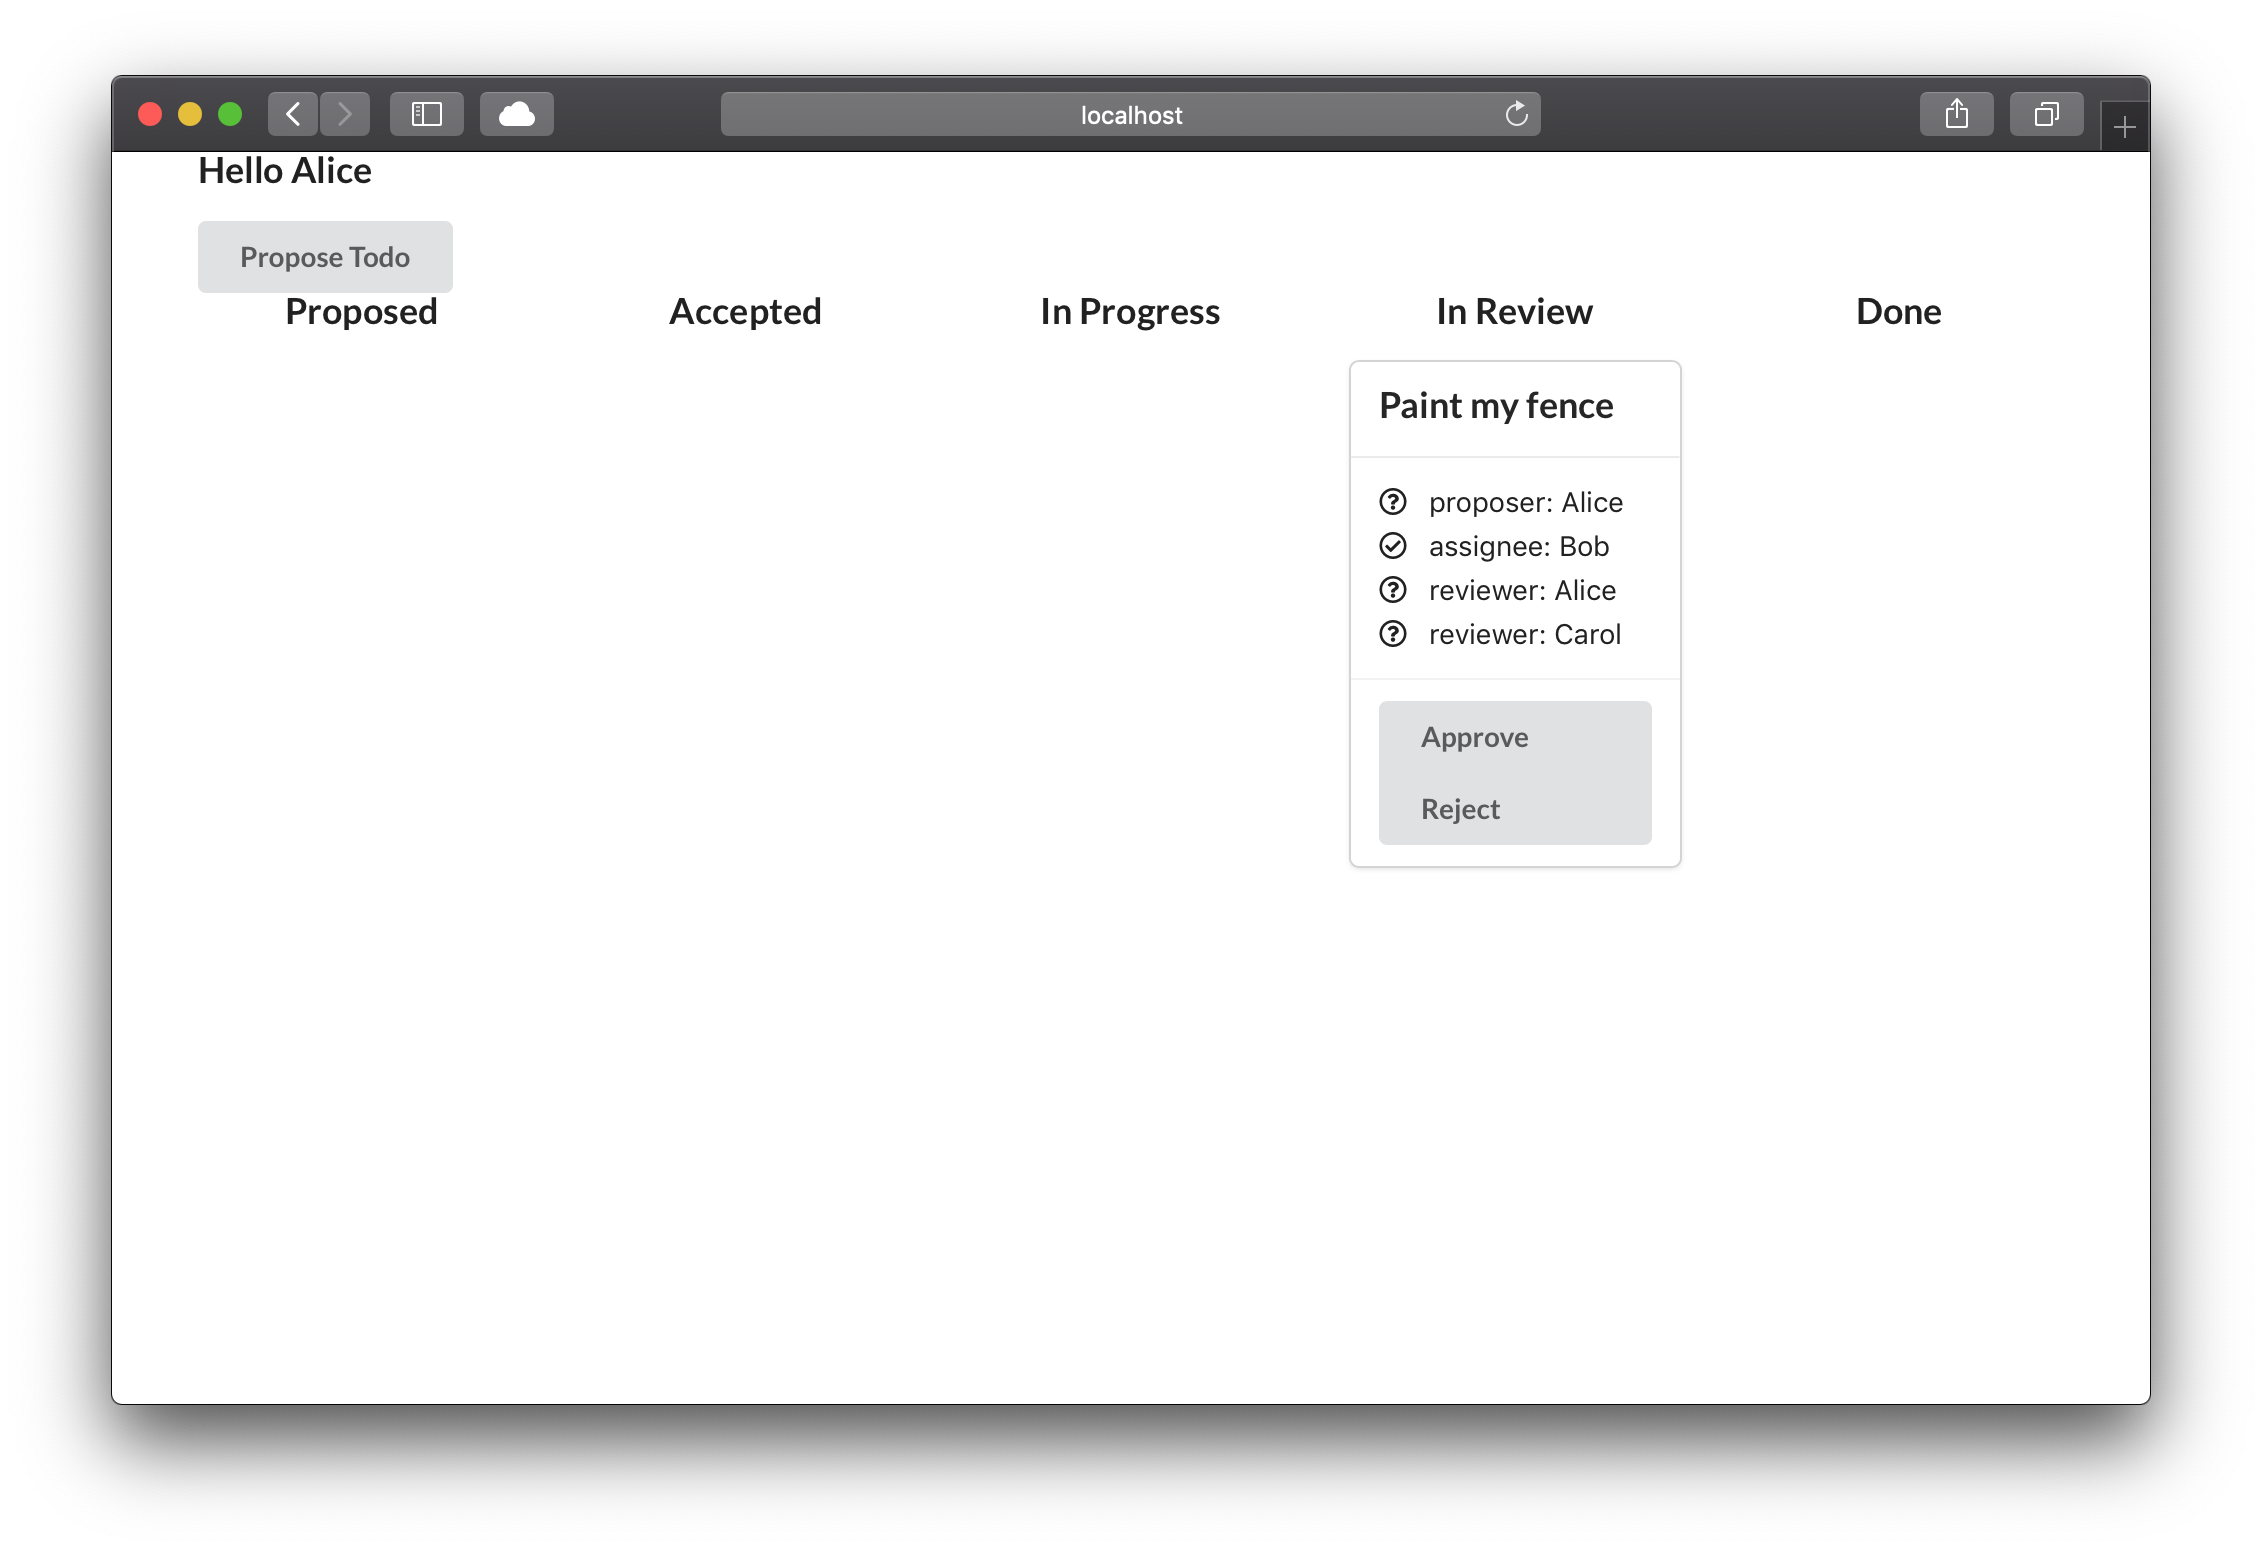 localhost
Hello Alice
Propose Todo
Proposed
Accepted
In Progress
In Review
Done
Paint my fence
proposer: Alice
assignee: Bob
reviewer: Alice
reviewer: Carol
Approve
Reject